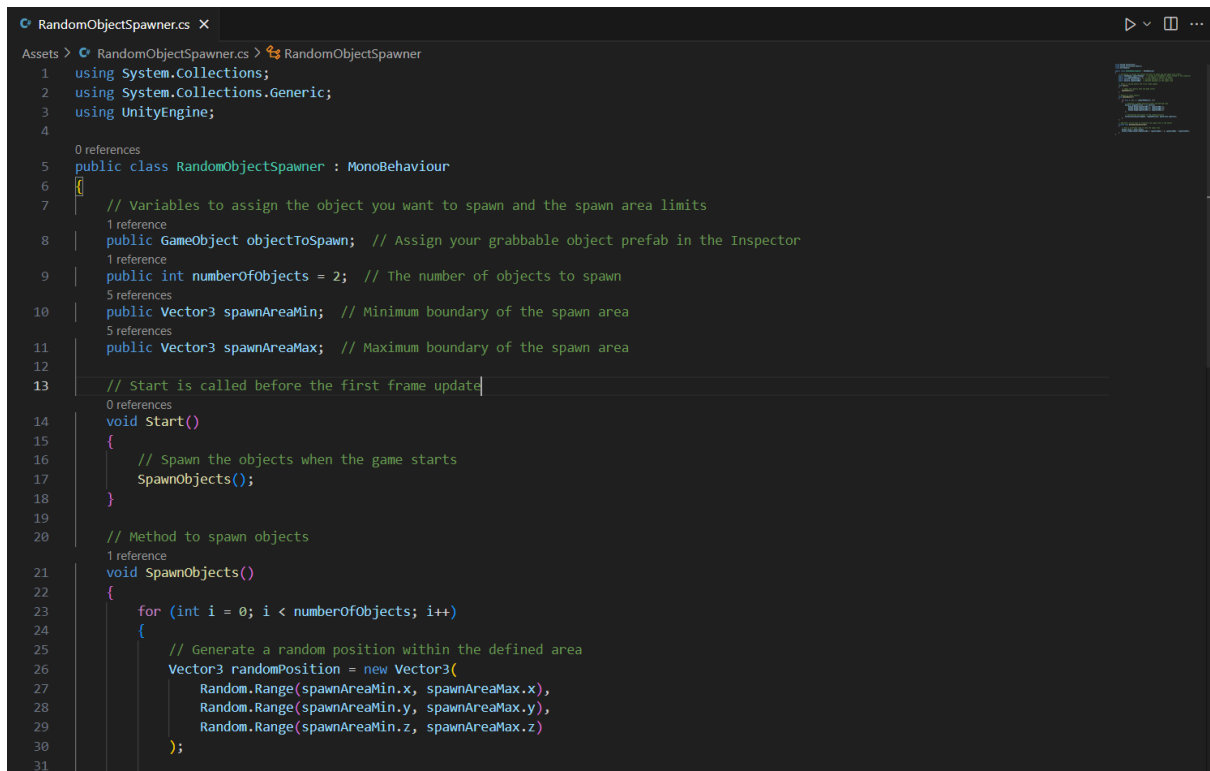 RandomObjectSpawner.cs
Assets > RandomObjectSpawner.cs > RandomObjectSpawner
1 using System.Collections;
2 using System.Collections.Generic;
3 using UnityEngine;
4
0 references
5 public class RandomObjectSpawner : MonoBehaviour
6 {
7 // Variables to assign the object you want to spawn and the spawn area limits
1 reference
8 public GameObject objectToSpawn;  // Assign your grabbable object prefab in the Inspector
1 reference
9 public int numberOfObjects = 2;  // The number of objects to spawn
5 references
10 public Vector3 spawnAreaMin;  // Minimum boundary of the spawn area
5 references
11 public Vector3 spawnAreaMax;  // Maximum boundary of the spawn area
12
13 // Start is called before the first frame update
0 references
14 void Start()
15 {
16 // Spawn the objects when the game starts
17 SpawnObjects();
18 }
19
20 // Method to spawn objects
1 reference
21 void SpawnObjects()
22 {
23 for (int i = 0; i < numberOfObjects; i++)
24 {
25 // Generate a random position within the defined area
26 Vector3 randomPosition = new Vector3(
27 Random.Range(spawnAreaMin.x, spawnAreaMax.x),
28 Random.Range(spawnAreaMin.y, spawnAreaMax.y),
29 Random.Range(spawnAreaMin.z, spawnAreaMax.z)
30 );
31